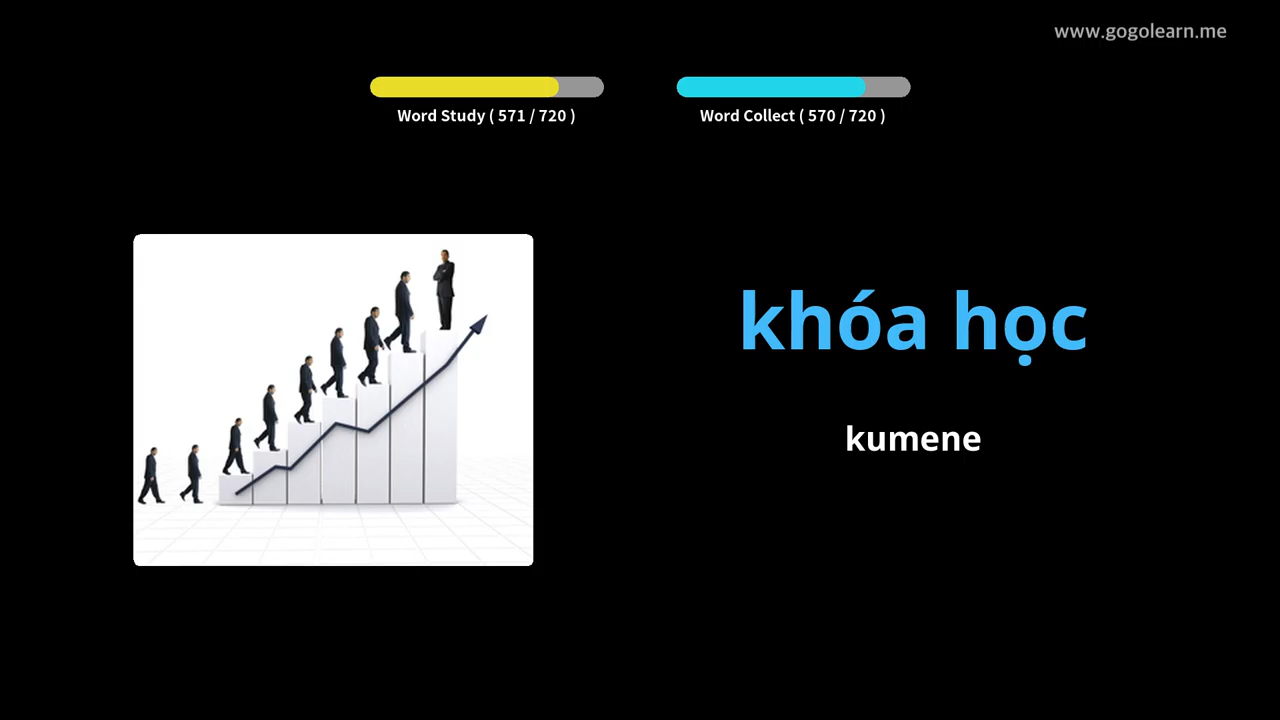 www.gogolearn.me
Word Study ( 571 / 720 )
Word Collect ( 570 / 720 )
khóa học
kumene